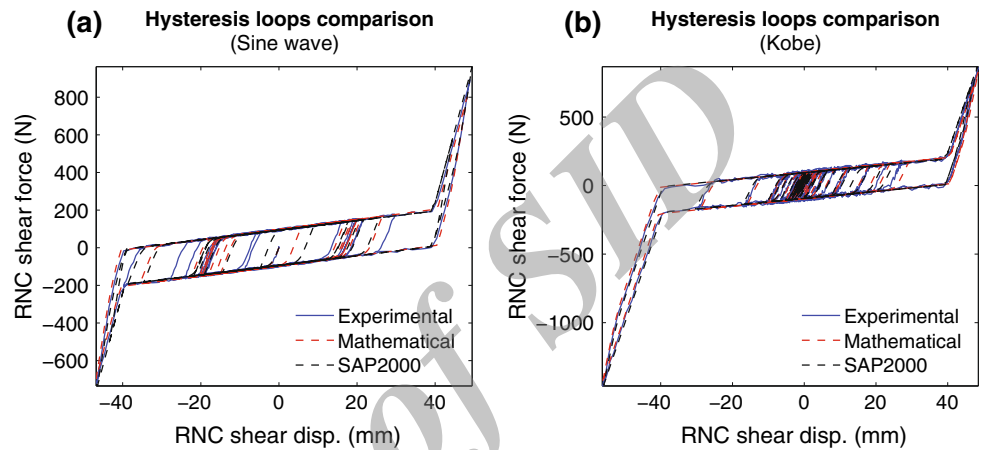 (a)
Hysteresis loops comparison
(Sine wave)
RNC shear force (N)
800
600
400
200
0
−200
−400
−600
Experimental
Mathematical
SAP2000
−40
−20
0
20
40
RNC shear disp. (mm)
(b)
Hysteresis loops comparison
(Kobe)
RNC shear force (N)
500
0
−500
−1000
Experimental
Mathematical
SAP2000
−40
−20
0
20
40
RNC shear disp. (mm)
of SID